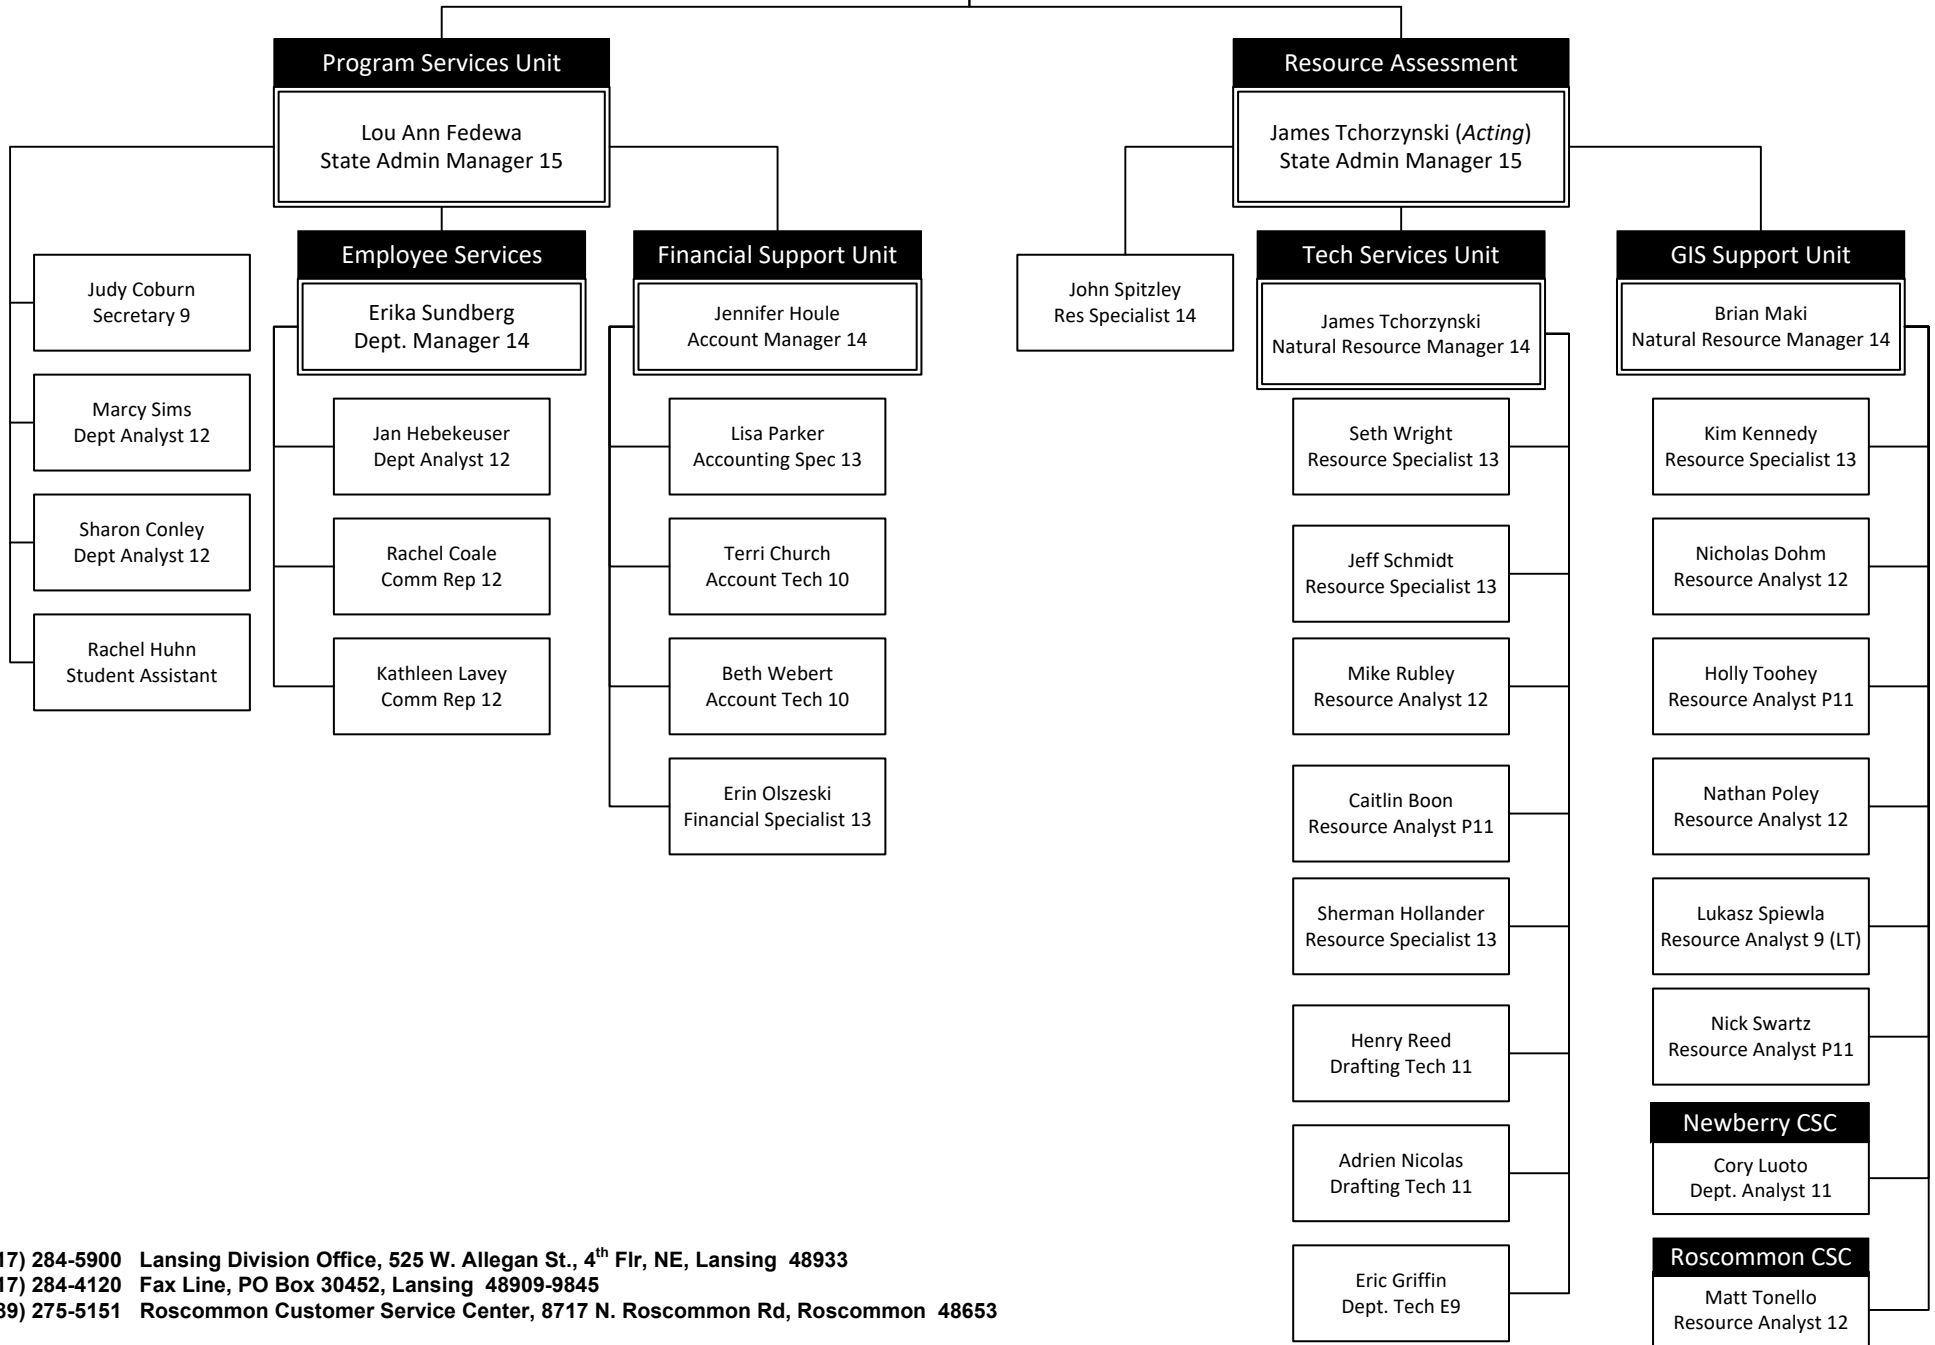 Program Services Unit
Lou Ann Fedewa
State Admin Manager 15
Judy Coburn
Secretary 9
Marcy Sims
Dept Analyst 12
Sharon Conley
Dept Analyst 12
Rachel Huhn
Student Assistant
Employee Services
Erika Sundberg
Dept. Manager 14
Jan Hebekeuser
Dept Analyst 12
Rachel Coale
Comm Rep 12
Kathleen Lavey
Comm Rep 12
Financial Support Unit
Jennifer Houle
Account Manager 14
Lisa Parker
Accounting Spec 13
Terri Church
Account Tech 10
Beth Webert
Account Tech 10
Erin Olszeski
Financial Specialist 13
Resource Assessment
James Tchorzynski (Acting)
State Admin Manager 15
John Spitzley
Res Specialist 14
Tech Services Unit
James Tchorzynski
Natural Resource Manager 14
Seth Wright
Resource Specialist 13
Jeff Schmidt
Resource Specialist 13
Mike Rubley
Resource Analyst 12
Caitlin Boon
Resource Analyst P11
Sherman Hollander
Resource Specialist 13
Henry Reed
Drafting Tech 11
Adrien Nicolas
Drafting Tech 11
Eric Griffin
Dept. Tech E9
GIS Support Unit
Brian Maki
Natural Resource Manager 14
Kim Kennedy
Resource Specialist 13
Nicholas Dohm
Resource Analyst 12
Holly Toohey
Resource Analyst P11
Nathan Poley
Resource Analyst 12
Lukasz Spiewla
Resource Analyst 9 (LT)
Nick Swartz
Resource Analyst P11
Newberry CSC
Cory Luoto
Dept. Analyst 11
Roscommon CSC
Matt Tonello
Resource Analyst 12
17) 284-5900 Lansing Division Office, 525 W. Allegan St., 4th Flr, NE, Lansing 48933
17) 284-4120 Fax Line, PO Box 30452, Lansing 48909-9845
89) 275-5151 Roscommon Customer Service Center, 8717 N. Roscommon Rd, Roscommon 48653